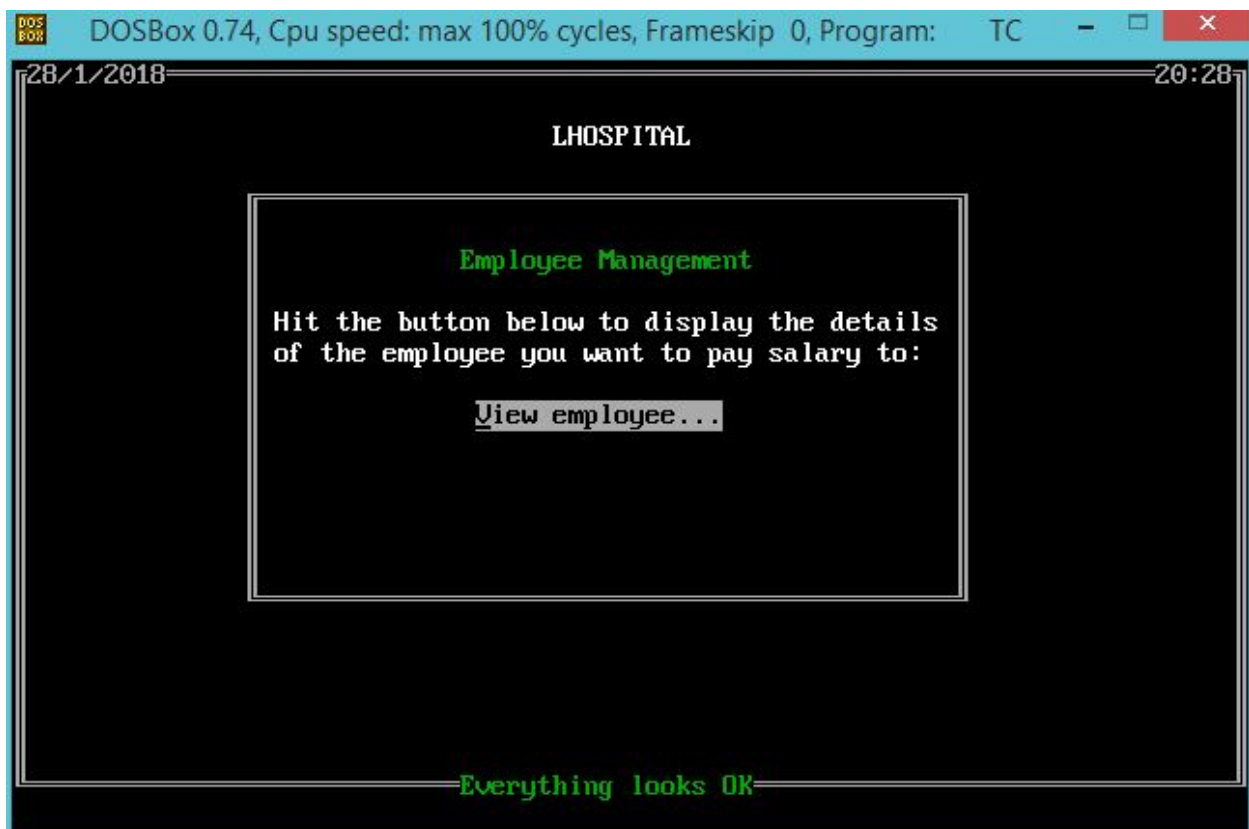 DOS BOX DOSBox 0.74, Cpu speed: max 100% cycles, Frameskip 0, Program: TC
28/1/2018 20:28
LHOSPITAL
Employee Management
Hit the button below to display the details
of the employee you want to pay salary to:
View employee...
Everything looks OK